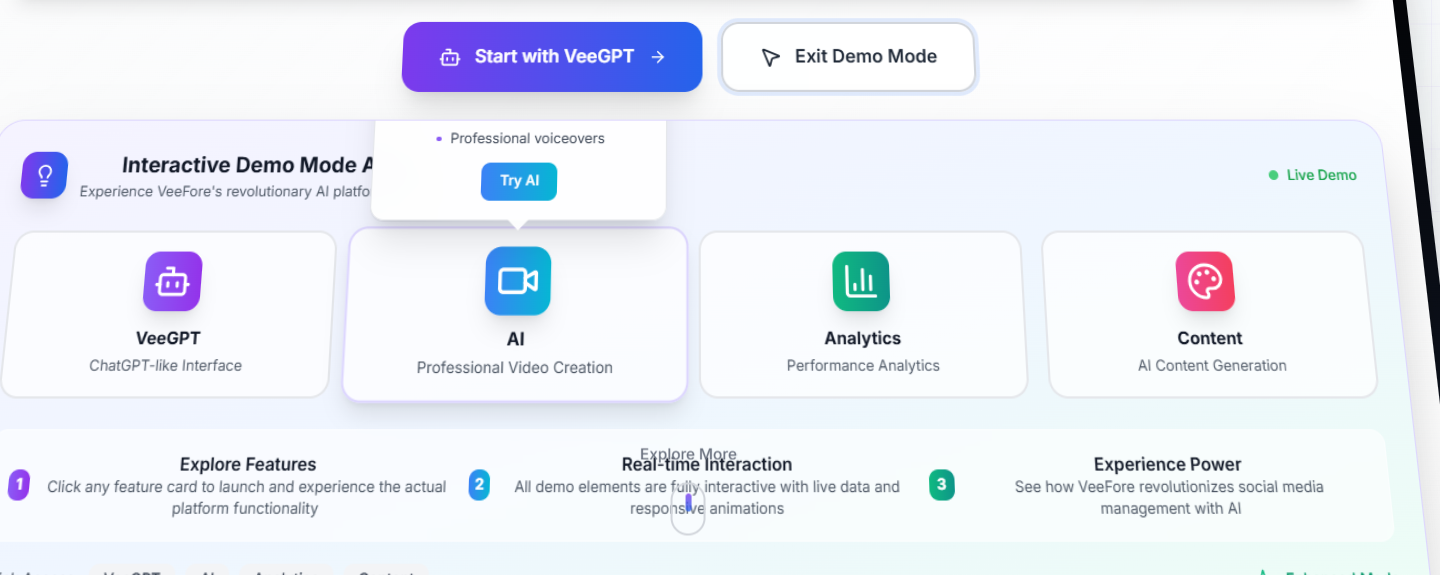 Start with VeeGPT
Exit Demo Mode
Professional voiceovers
Try AI
Interactive Demo Mode A
Experience VeeFore's revolutionary AI platfo
Live Demo
VeeGPT
ChatGPT-like Interface
AI
Professional Video Creation
Analytics
Performance Analytics
Content
AI Content Generation
Explore More
1
Explore Features
Click any feature card to launch and experience the actual
platform functionality
2
Real-time Interaction
All demo elements are fully interactive with live data and
responsive animations
3
Experience Power
See how VeeFore revolutionizes social media
management with AI